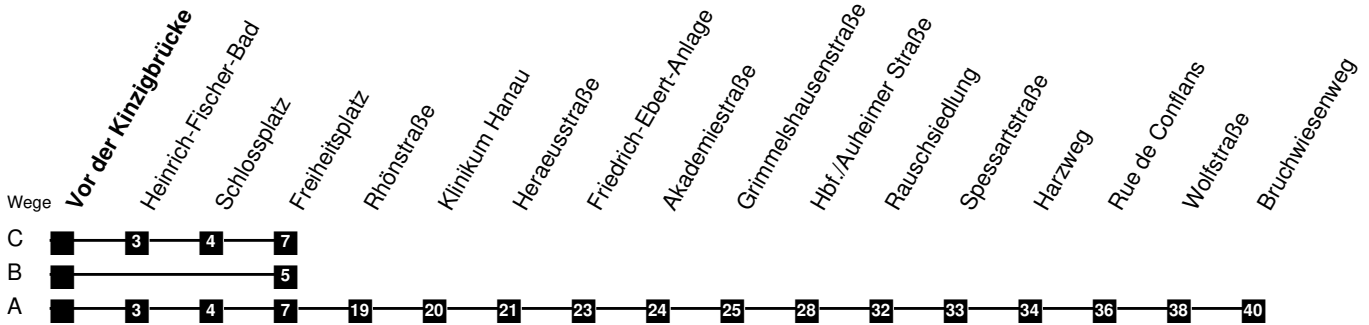 Vor der Kinzigbrücke
Heinrich-Fischer-Bad
Schlossplatz
Freiheitsplatz
Rhönstraße
Klinikum Hanau
Heraeusstraße
Friedrich-Ebert-Anlage
Akademiestraße
Grimmelshausenstraße
Hbf./Auheimer Straße
Rauschsiedlung
Spessartstraße
Harzweg
Rue de Conflans
Wolfstraße
Bruchwiesenweg
Wege
C 3 4 7
B 5
A 3 4 7 19 20 21 23 24 25 28 32 33 34 36 38 40